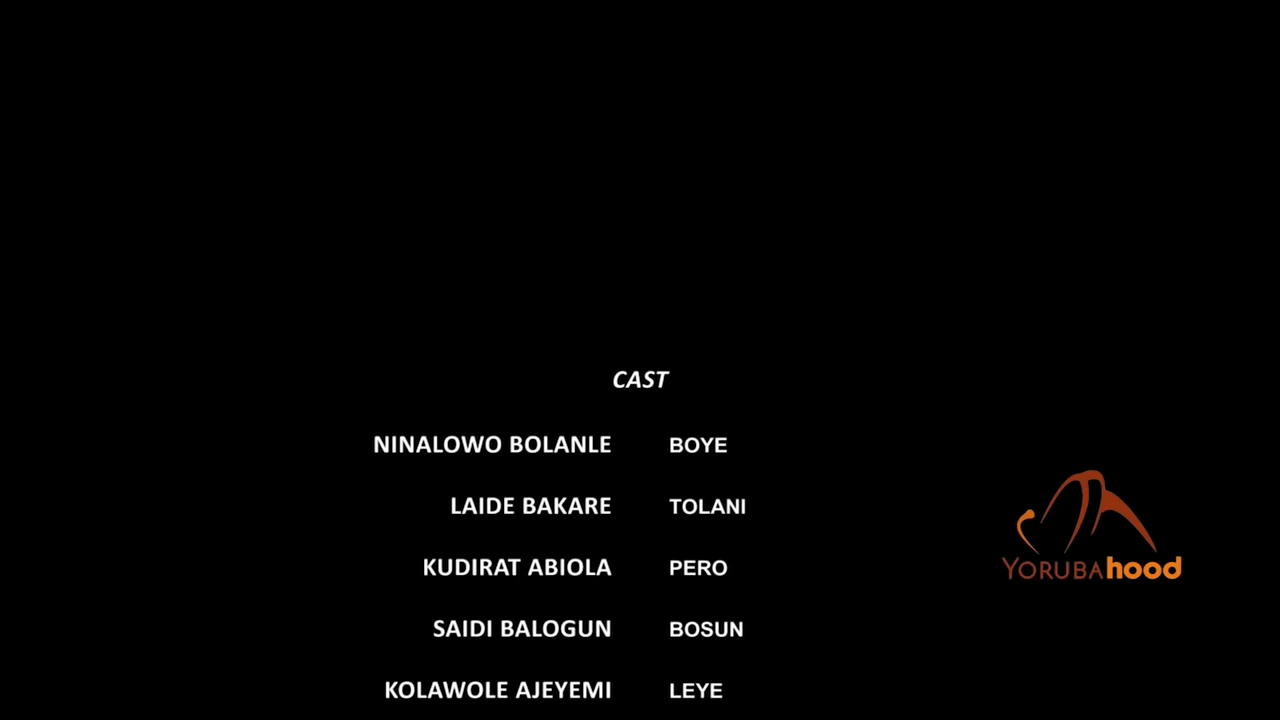 CAST
NINALOWO BOLANLE BOYE
LAIDE BAKARE TOLANI
KUDIRAT ABIOLA PERO
SAIDI BALOGUN BOSUN
KOLAWOLE AJEYEMI LEYE
YORUBAhood